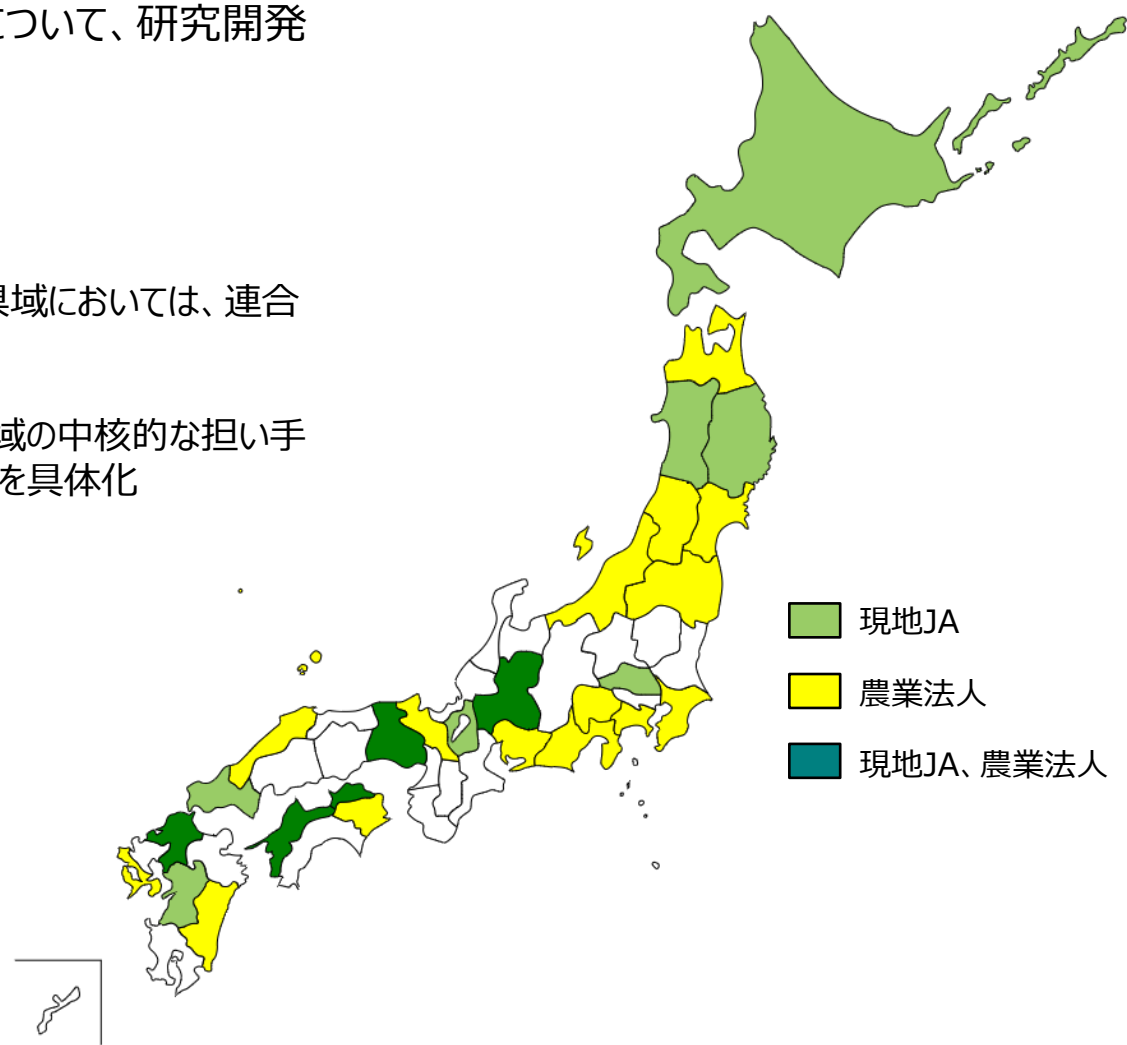 ついて、研究開発
県域においては、連合
域の中核的な担い手
を具体化
現地JA
農業法人
現地JA、農業法人